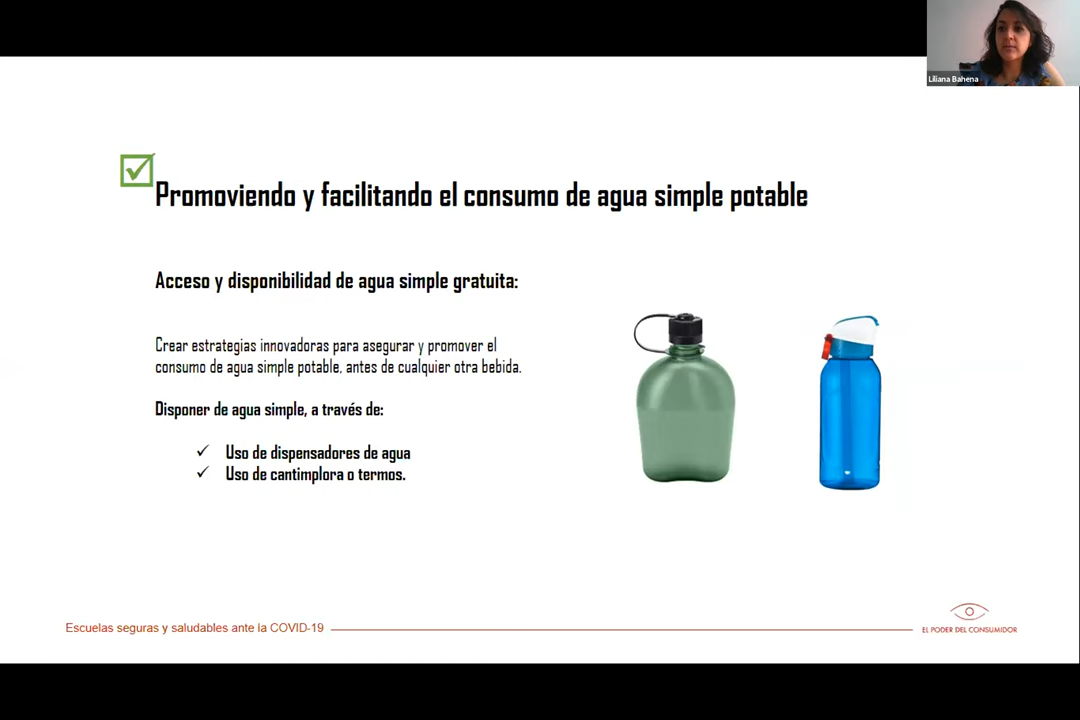 Liliana Bahena
Promoviendo y facilitando el consumo de agua simple potable
Acceso y disponibilidad de agua simple gratuita:
Crear estrategias innovadoras para asegurar y promover el
consumo de agua simple potable, antes de cualquier otra bebida.
Disponer de agua simple, a través de:
✓ Uso de dispensadores de agua
✓ Uso de cantimplora o termos.
Escuelas seguras y saludables ante la COVID-19
EL PODER DEL CONSUMIDOR